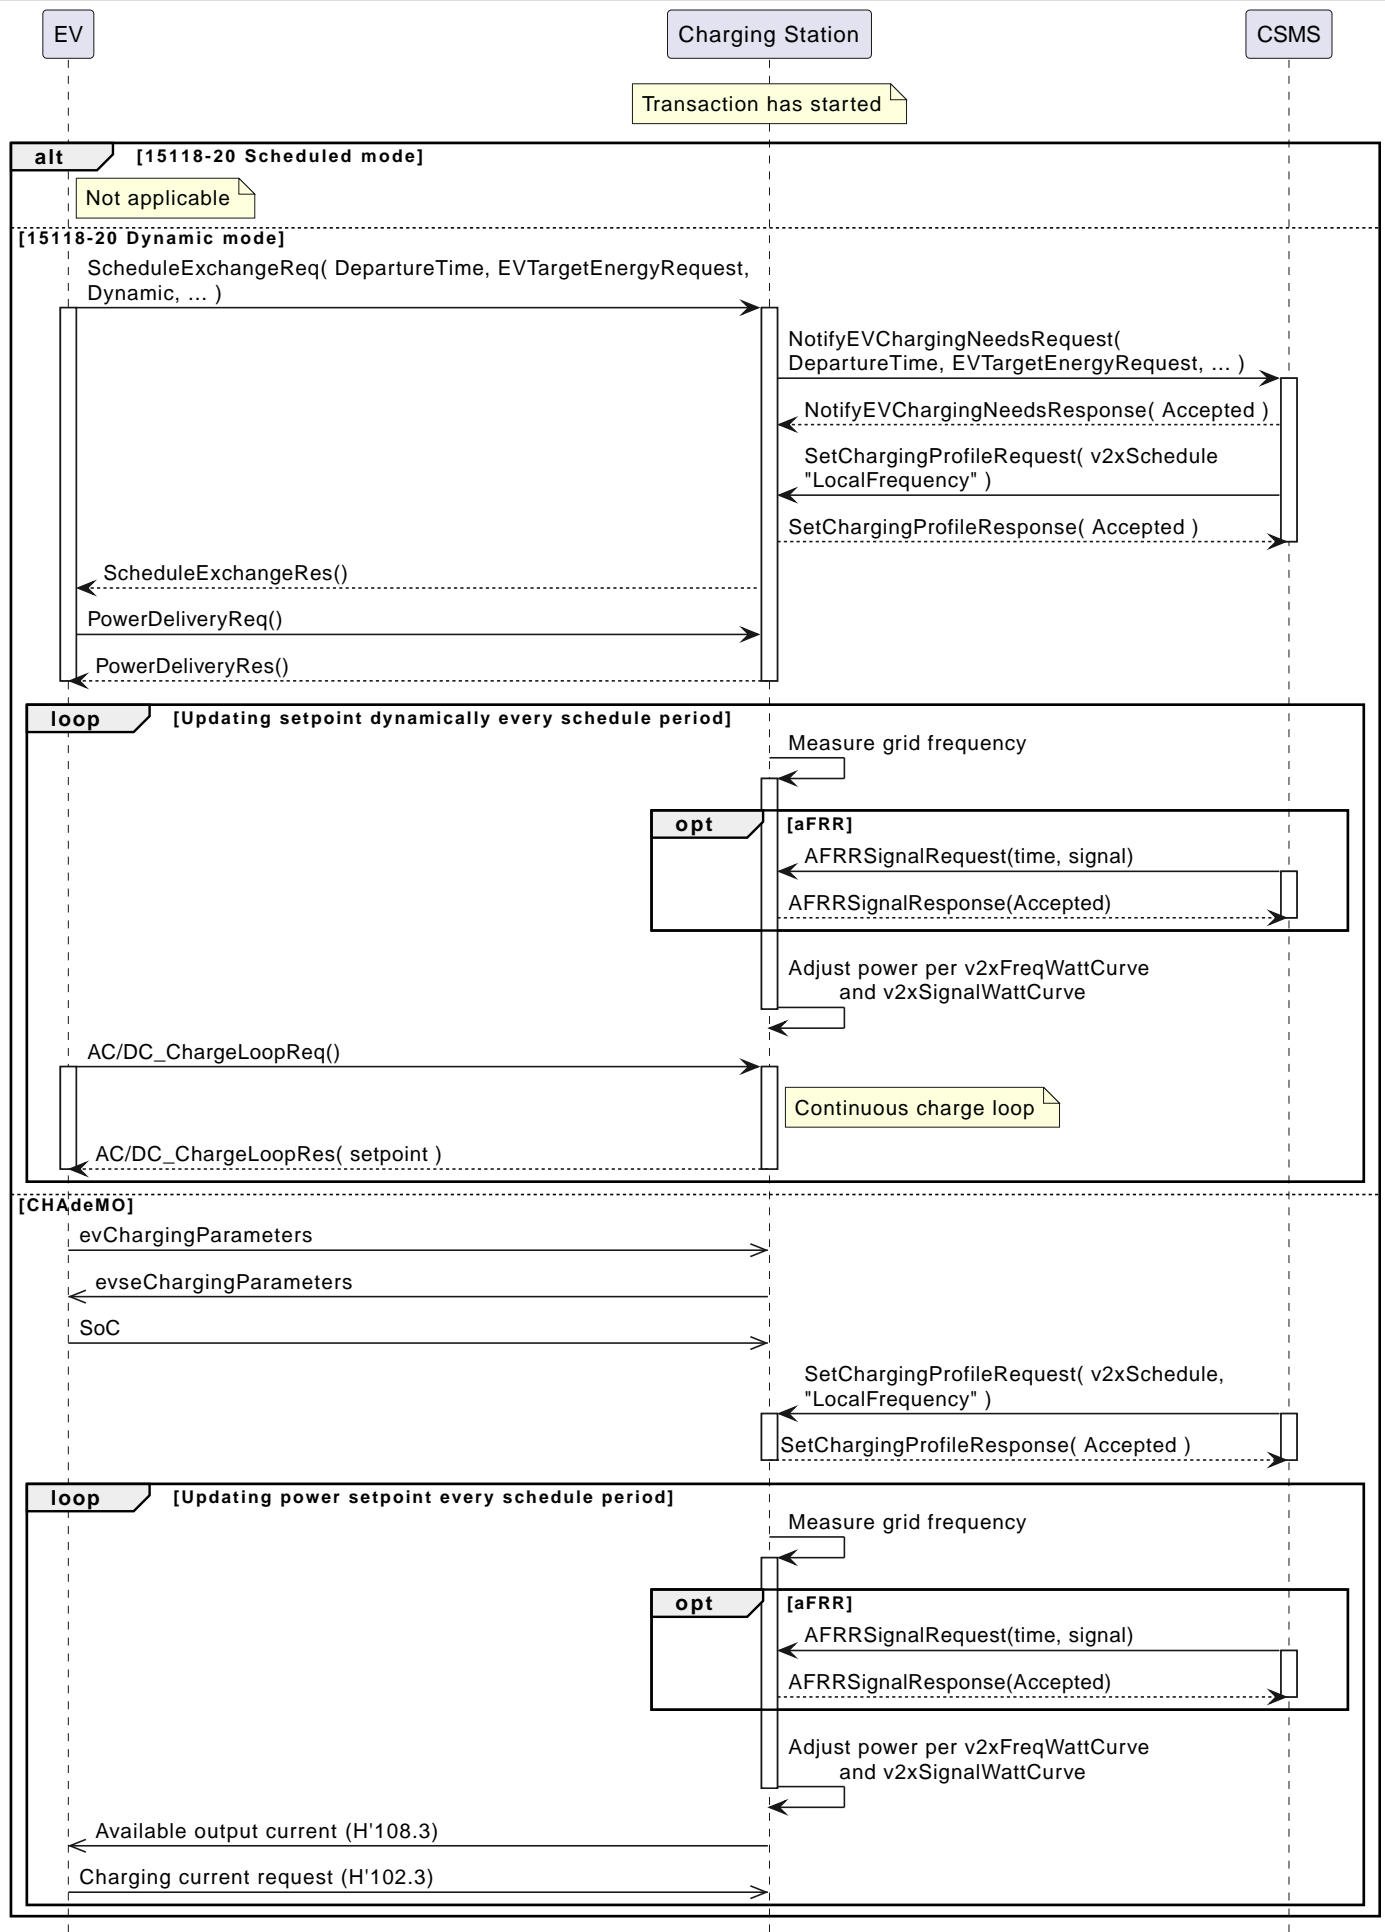 EV
Charging Station
CSMS
Transaction has started
alt
[15118-20 Scheduled mode]
Not applicable
[15118-20 Dynamic mode]
ScheduleExchangeReq( DepartureTime, EVTargetEnergyRequest,
Dynamic, ... )
NotifyEVChargingNeedsRequest(
DepartureTime, EVTargetEnergyRequest, ... )
NotifyEVChargingNeedsResponse( Accepted )
SetChargingProfileRequest( v2xSchedule
"LocalFrequency" )
SetChargingProfileResponse( Accepted )
ScheduleExchangeRes()
PowerDeliveryReq()
PowerDeliveryRes()
loop
[Updating setpoint dynamically every schedule period]
Measure grid frequency
opt
[aFRR]
AFRRSignalRequest(time, signal)
AFRRSignalResponse(Accepted)
Adjust power per v2xFreqWattCurve
and v2xSignalWattCurve
AC/DC_ChargeLoopReq()
Continuous charge loop
AC/DC_ChargeLoopRes( setpoint )
[CHAdeMO]
evChargingParameters
evseChargingParameters
SoC
SetChargingProfileRequest( v2xSchedule,
"LocalFrequency" )
SetChargingProfileResponse( Accepted )
loop
[Updating power setpoint every schedule period]
Measure grid frequency
opt
[aFRR]
AFRRSignalRequest(time, signal)
AFRRSignalResponse(Accepted)
Adjust power per v2xFreqWattCurve
and v2xSignalWattCurve
Available output current (H'108.3)
Charging current request (H'102.3)